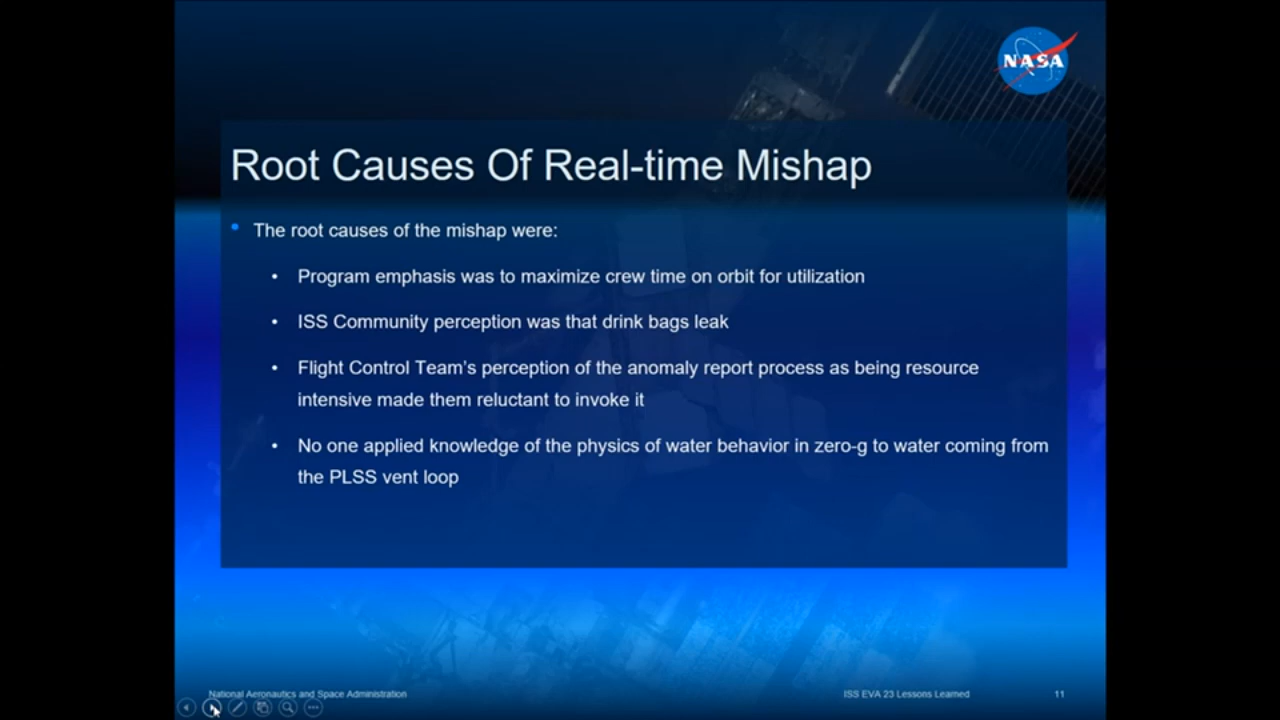 NASA
Root Causes Of Real-time Mishap
• The root causes of the mishap were:
• Program emphasis was to maximize crew time on orbit for utilization
• ISS Community perception was that drink bags leak
• Flight Control Team's perception of the anomaly report process as being resource
intensive made them reluctant to invoke it
• No one applied knowledge of the physics of water behavior in zero-g to water coming from
the PLSS vent loop
National Aeronautics and Space Administration
ISS EVA 23 Lessons Learned
11